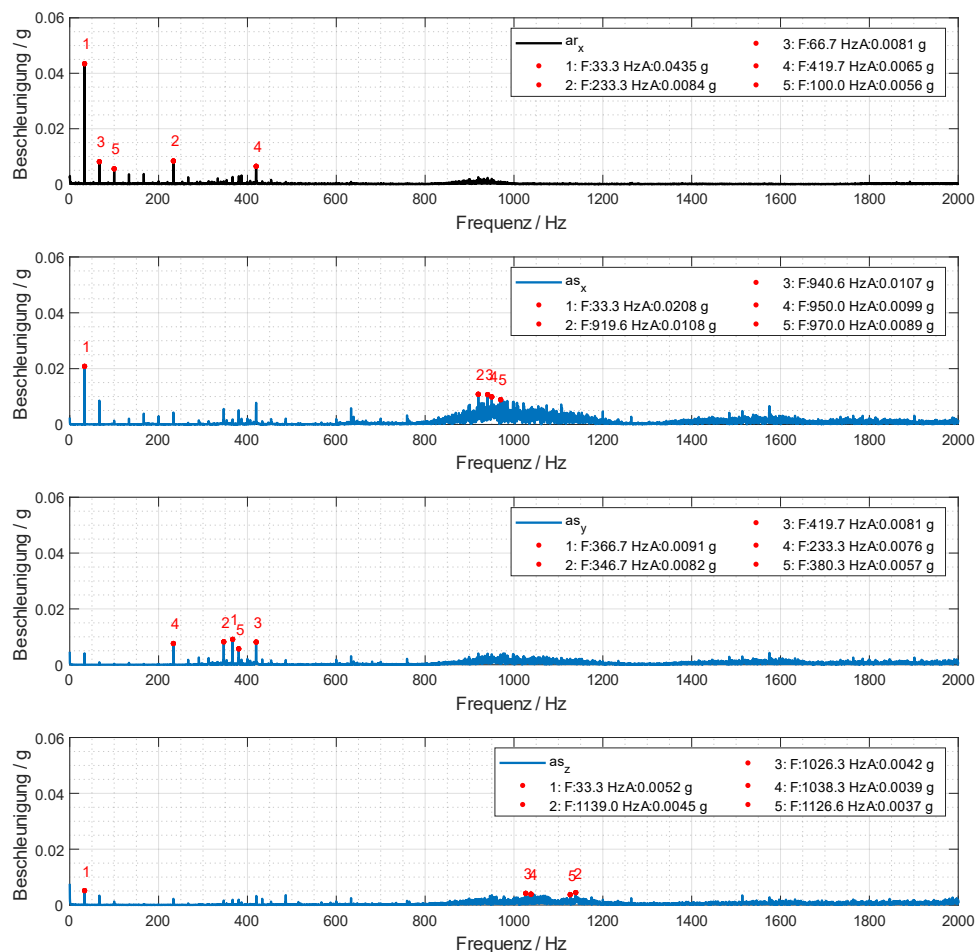 0.06
0.04
0.02
0
Beschleunigung / g
1
3
5
2
4
ar_x
1: F:33.3 HzA:0.0435 g
2: F:233.3 HzA:0.0084 g
3: F:66.7 HzA:0.0081 g
4: F:419.7 HzA:0.0065 g
5: F:100.0 HzA:0.0056 g
0 200 400 600 800 1000 1200 1400 1600 1800 2000
Frequenz / Hz
0.06
0.04
0.02
0
Beschleunigung / g
1
2 3 4 5
as_x
1: F:33.3 HzA:0.0208 g
2: F:919.6 HzA:0.0108 g
3: F:940.6 HzA:0.0107 g
4: F:950.0 HzA:0.0099 g
5: F:970.0 HzA:0.0089 g
0 200 400 600 800 1000 1200 1400 1600 1800 2000
Frequenz / Hz
0.06
0.04
0.02
0
Beschleunigung / g
4
2 1 5 3
as_y
1: F:366.7 HzA:0.0091 g
2: F:346.7 HzA:0.0082 g
3: F:419.7 HzA:0.0081 g
4: F:233.3 HzA:0.0076 g
5: F:380.3 HzA:0.0057 g
0 200 400 600 800 1000 1200 1400 1600 1800 2000
Frequenz / Hz
0.06
0.04
0.02
0
Beschleunigung / g
1
3 4 5 2
as_z
1: F:33.3 HzA:0.0052 g
2: F:1139.0 HzA:0.0045 g
3: F:1026.3 HzA:0.0042 g
4: F:1038.3 HzA:0.0039 g
5: F:1126.6 HzA:0.0037 g
0 200 400 600 800 1000 1200 1400 1600 1800 2000
Frequenz / Hz